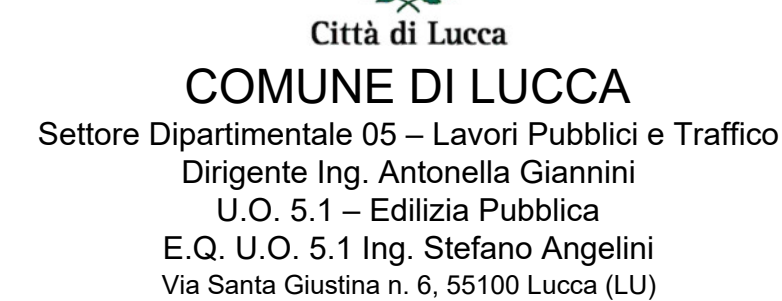 Città di Lucca
COMUNE DI LUCCA
Settore Dipartimentale 05 – Lavori Pubblici e Traffico
Dirigente Ing. Antonella Giannini
U.O. 5.1 – Edilizia Pubblica
E.Q. U.O. 5.1 Ing. Stefano Angelini
Via Santa Giustina n. 6, 55100 Lucca (LU)